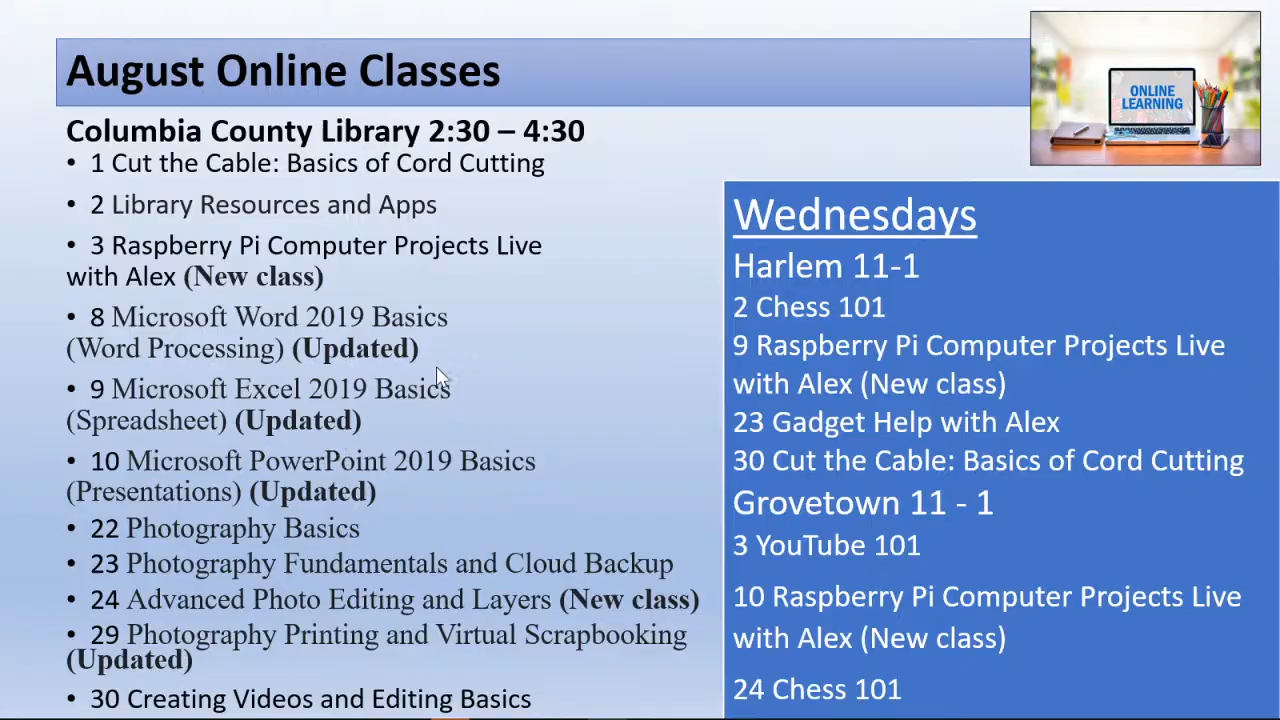 August Online Classes
ONLINE
LEARNING
Columbia County Library 2:30 – 4:30
• 1 Cut the Cable: Basics of Cord Cutting
• 2 Library Resources and Apps
• 3 Raspberry Pi Computer Projects Live
with Alex (New class)
• 8 Microsoft Word 2019 Basics
(Word Processing) (Updated)
• 9 Microsoft Excel 2019 Basics
(Spreadsheet) (Updated)
• 10 Microsoft PowerPoint 2019 Basics
(Presentations) (Updated)
• 22 Photography Basics
• 23 Photography Fundamentals and Cloud Backup
• 24 Advanced Photo Editing and Layers (New class)
• 29 Photography Printing and Virtual Scrapbooking
(Updated)
• 30 Creating Videos and Editing Basics
Wednesdays
Harlem 11-1
2 Chess 101
9 Raspberry Pi Computer Projects Live
with Alex (New class)
23 Gadget Help with Alex
30 Cut the Cable: Basics of Cord Cutting
Grovetown 11 - 1
3 YouTube 101
10 Raspberry Pi Computer Projects Live
with Alex (New class)
24 Chess 101